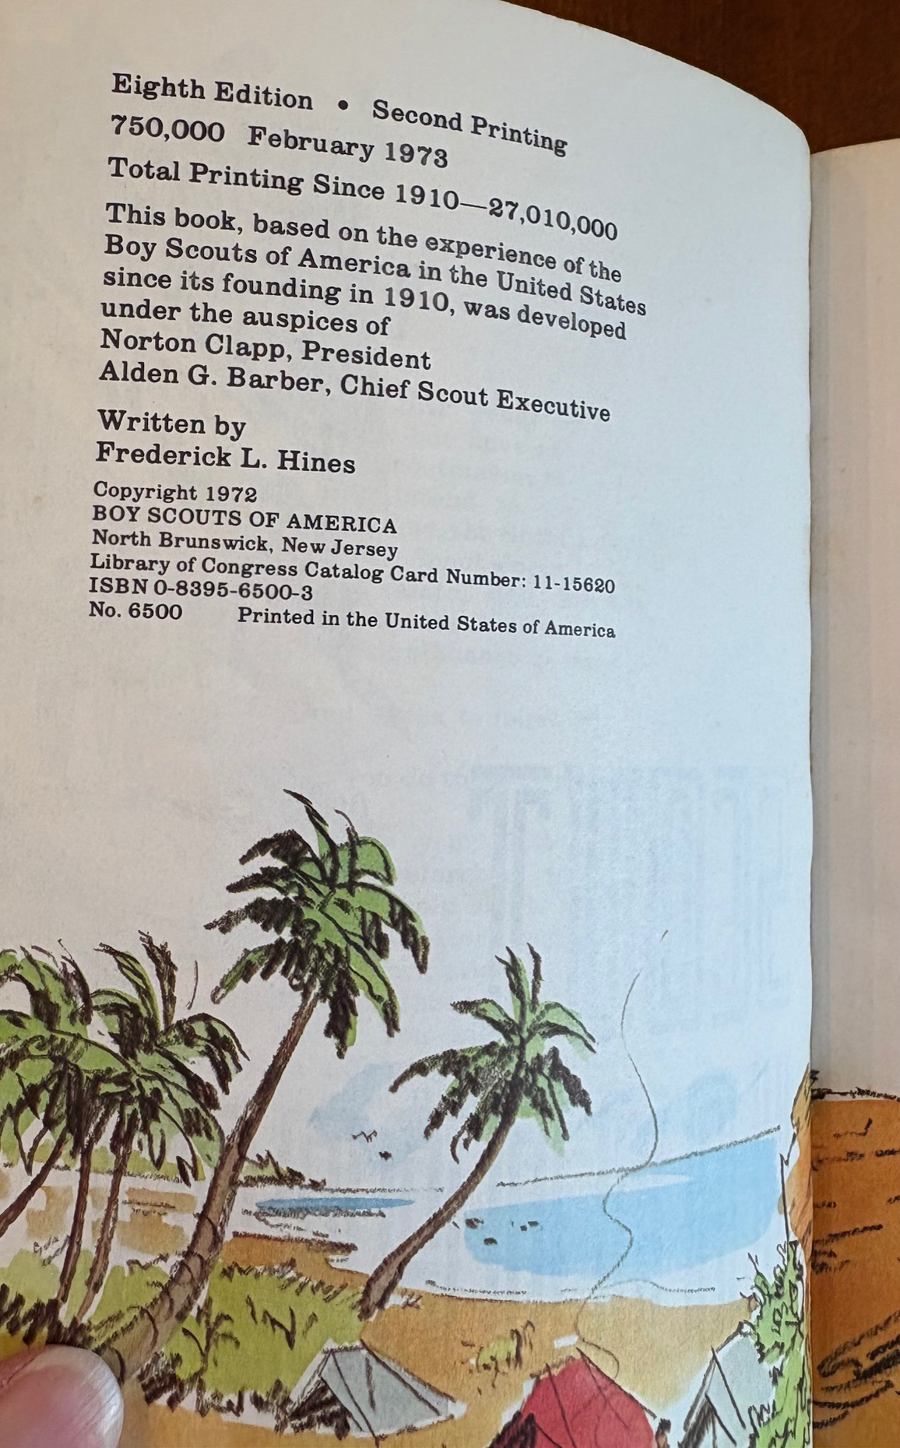 Eighth Edition • Second Printing
750,000 February 1973
Total Printing Since 1910—27,010,000
This book, based on the experience of the
Boy Scouts of America in the United States
since its founding in 1910, was developed
under the auspices of
Norton Clapp, President
Alden G. Barber, Chief Scout Executive
Written by
Frederick L. Hines
Copyright 1972
BOY SCOUTS OF AMERICA
North Brunswick, New Jersey
Library of Congress Catalog Card Number: 11-15620
ISBN 0-8395-6500-3
No. 6500 Printed in the United States of America